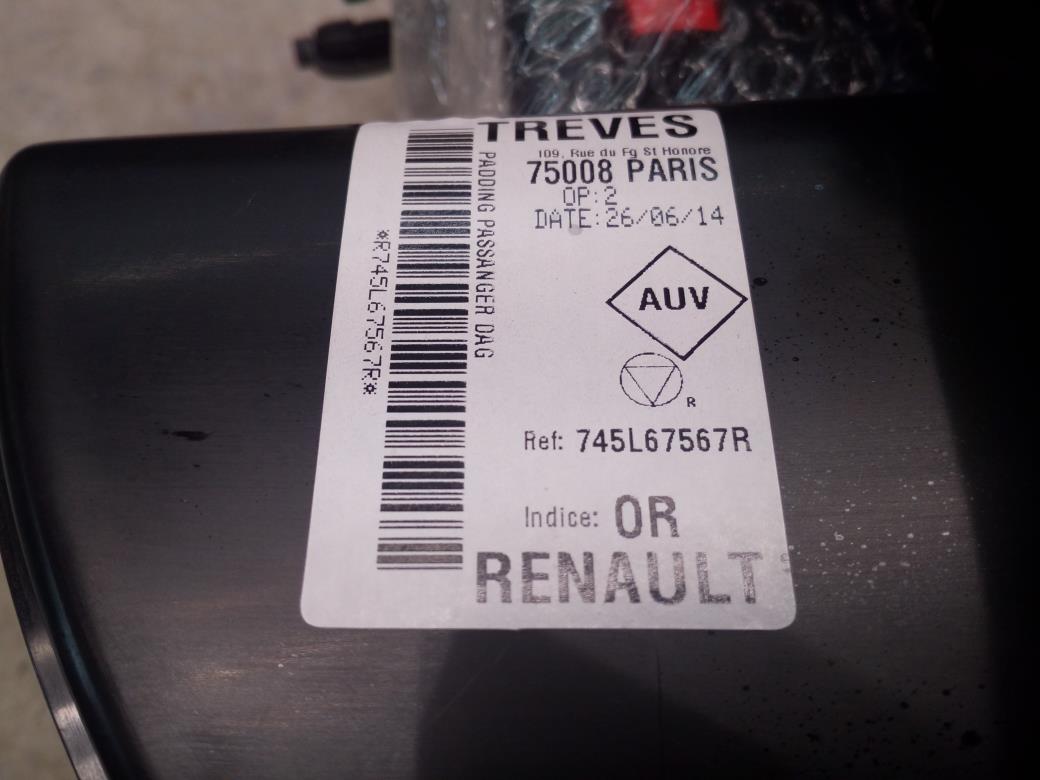 TREVES
109, Rue du Fg St Honore
75008 PARIS
OP:2
DATE:26/06/14
PADDING PASSANGER DAG
*R745L67567R*
AUV
R
Ref: 745L67567R
Indice: 0R
RENAULT